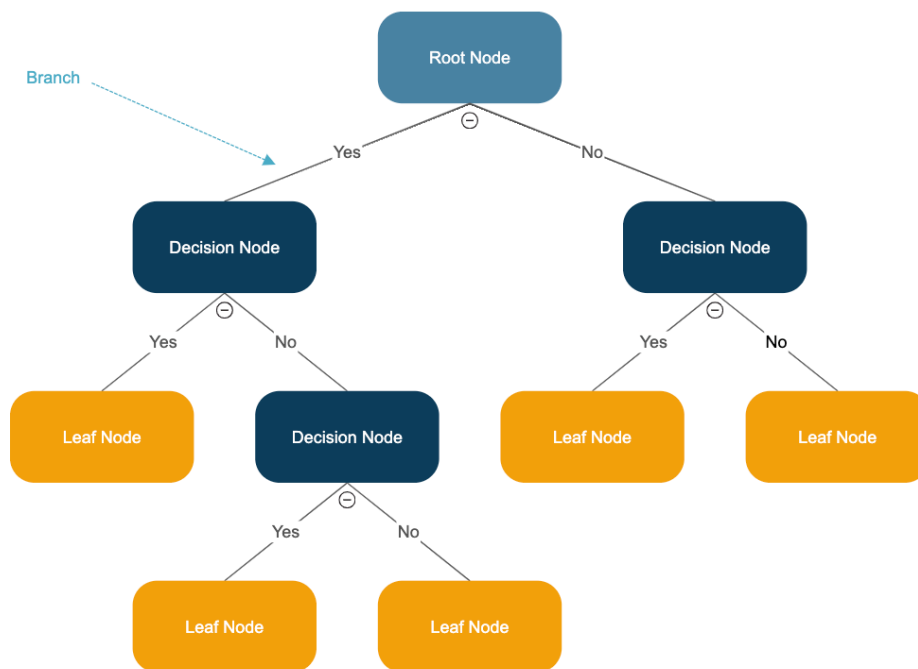 Root Node
Branch
Yes
No
Decision Node
Decision Node
Yes
No
Yes
No
Leaf Node
Decision Node
Leaf Node
Leaf Node
Yes
No
Leaf Node
Leaf Node